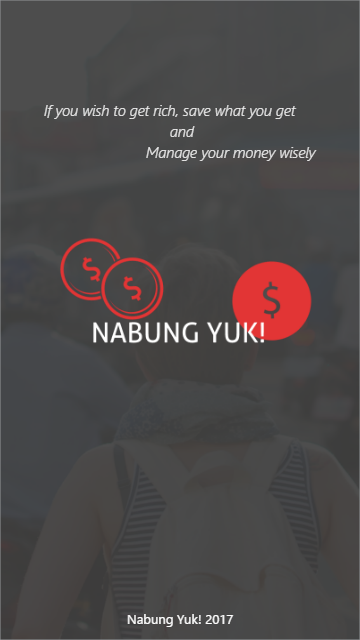 If you wish to get rich, save what you get
and
Manage your money wisely
$
$
$
NABUNG YUK!
Nabung Yuk! 2017